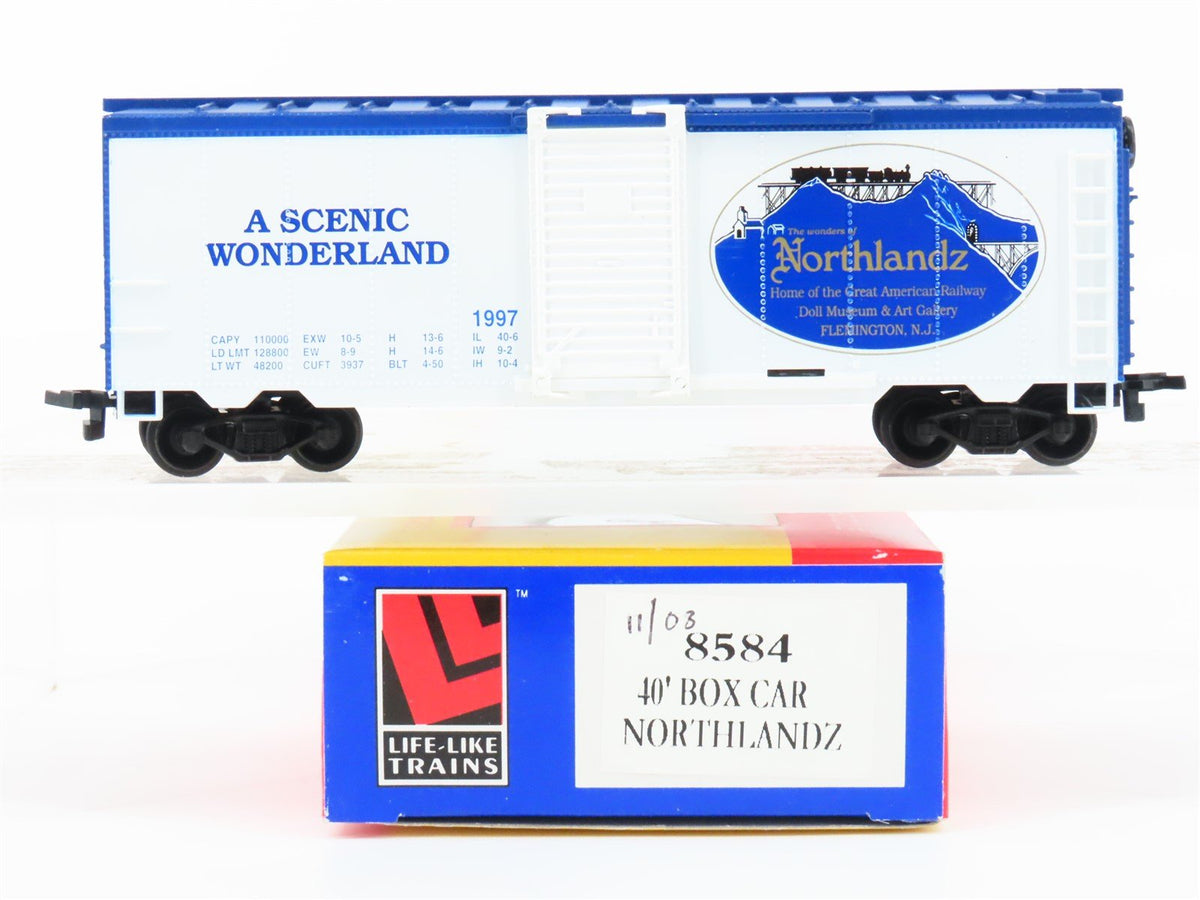 A SCENIC
WONDERLAND
1997
CAPY 110000 EXW 10-5 H 13-6 IL 40-6
LD LMT 128800 EW 8-9 H 14-6 IW 9-2
LT WT 48200 CUFT 3937 BLT 4-50 IH 10-4
The wonders of
Northlandz
Home of the Great American Railway
Doll Museum & Art Gallery
FLEMINGTON, N.J.
LIFE-LIKE
TRAINS
TM
11/03
8584
40' BOX CAR
NORTHLANDZ